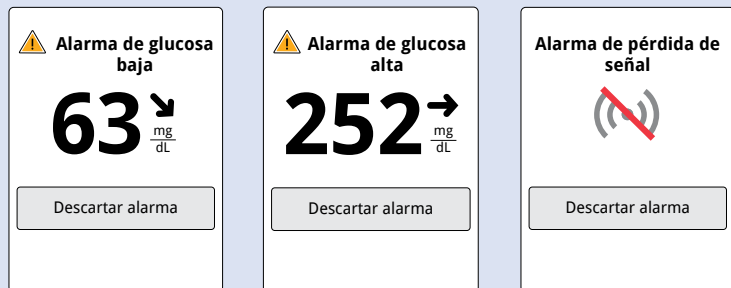 Alarma de glucosa
baja
63
mg
dL
Descartar alarma
Alarma de glucosa
alta
252
mg
dL
Descartar alarma
Alarma de pérdida de
señal
Descartar alarma